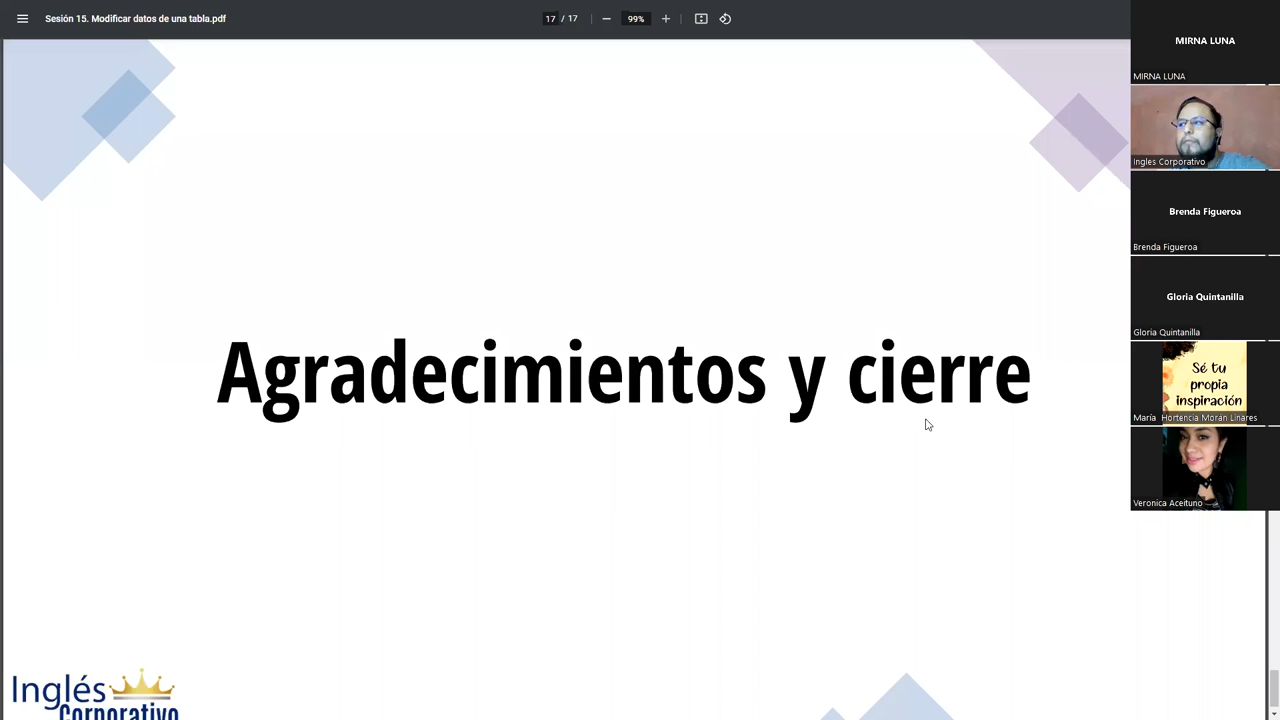 Sesión 15. Modificar datos de una tabla.pdf
17 / 17
99%
Agradecimientos y cierre
Inglés
Corporativo
MIRNA LUNA
MIRNA LUNA
Ingles Corporativo
Brenda Figueroa
Brenda Figueroa
Gloria Quintanilla
Gloria Quintanilla
Sé tu
propia
inspiración
María Hortencia Morán Linares
Veronica Aceituno